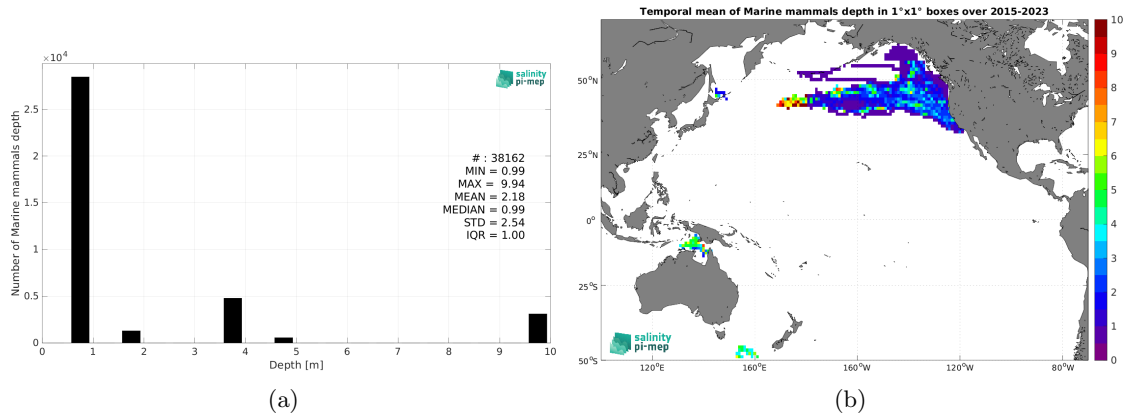 ×10⁴
2.5
2
1.5
1
0.5
0
Number of Marine mammals depth
salinity
pi-mep
# : 38162
MIN = 0.99
MAX = 9.94
MEAN = 2.18
MEDIAN = 0.99
STD = 2.54
IQR = 1.00
0 1 2 3 4 5 6 7 8 9 10
Depth [m]
(a)
Temporal mean of Marine mammals depth in 1°x1° boxes over 2015-2023
50°N
25°N
0°
25°S
50°S
120°E 160°E 160°W 120°W 80°W
salinity
pi-mep
10
9
8
7
6
5
4
3
2
1
0
(b)